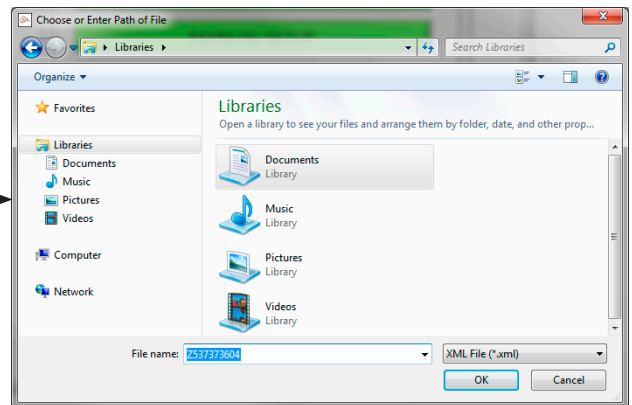 Choose or Enter Path of File
Libraries
Search Libraries
Organize
Favorites
Libraries
Documents
Music
Pictures
Videos
Computer
Network
Libraries
Open a library to see your files and arrange them by folder, date, and other prop...
Documents
Library
Music
Library
Pictures
Library
Videos
Library
File name: Z537373604
XML File (*.xml)
OK Cancel